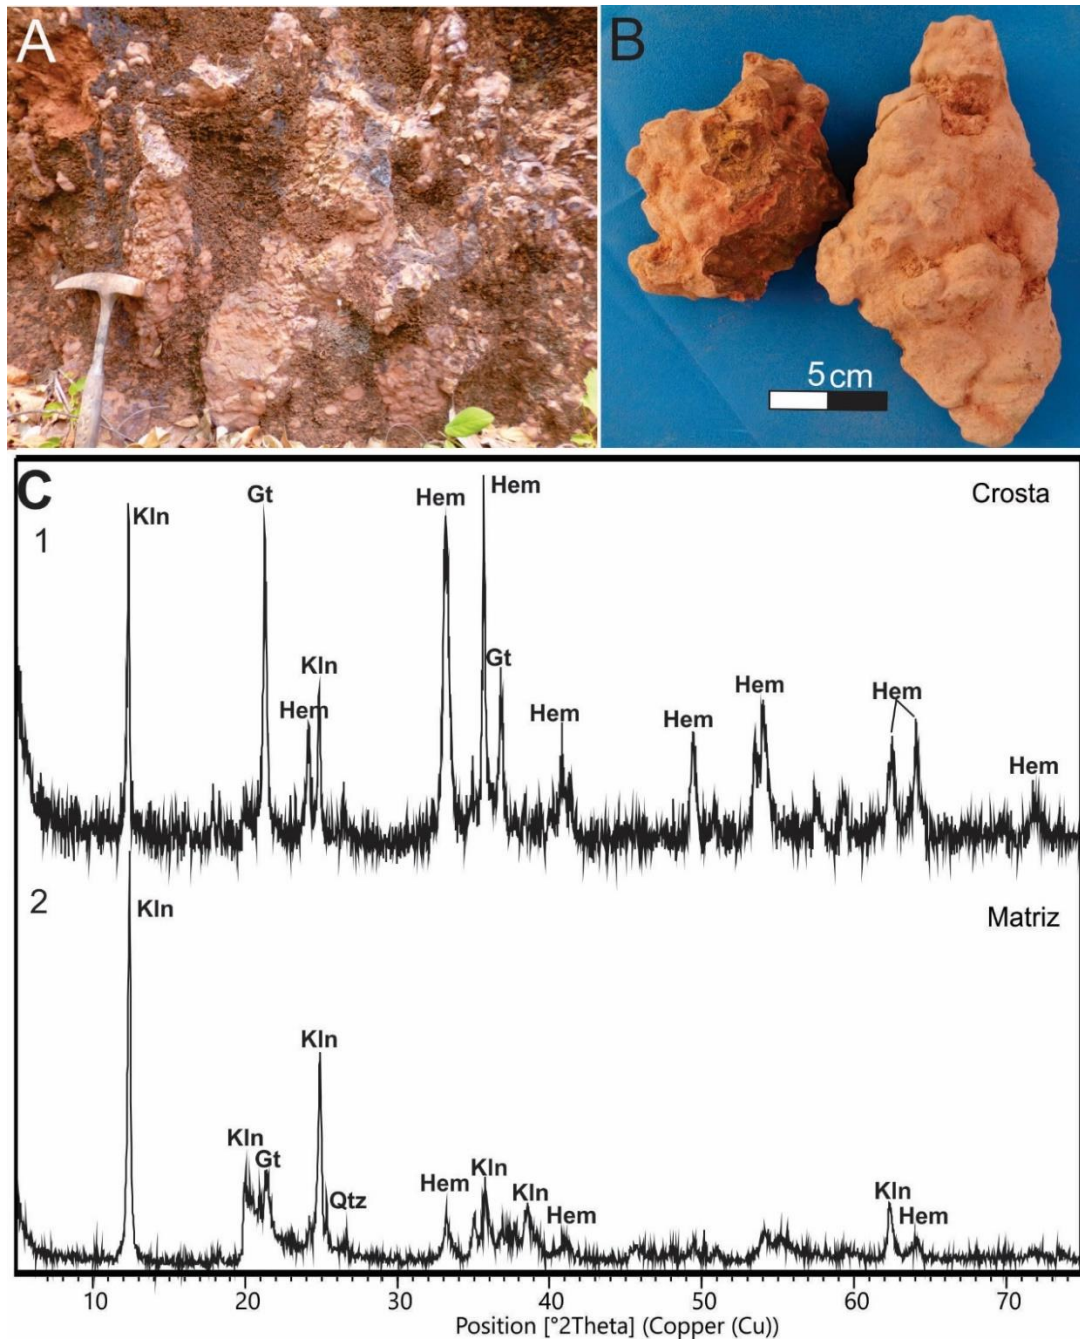 A
B
5cm
C
1
Kln
Gt
Hem
Kln
Hem
Hem
Gt
Hem
Hem
Hem
Hem
Hem
Crosta
2
Kln
Kln
Gt
Kln
Qtz
Hem
Kln
Kln
Hem
Kln
Hem
Matriz
10 20 30 40 50 60 70
Position [°2Theta] (Copper (Cu))